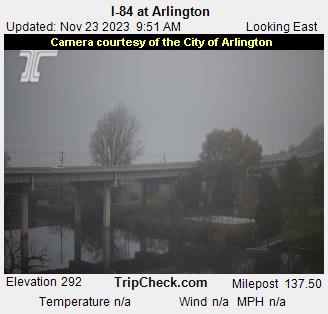 I-84 at Arlington
Updated: Nov 23 2023 9:51 AM Looking East
Camera courtesy of the City of Arlington
Elevation 292 TripCheck.com Milepost 137.50
Temperature n/a Wind n/a MPH n/a